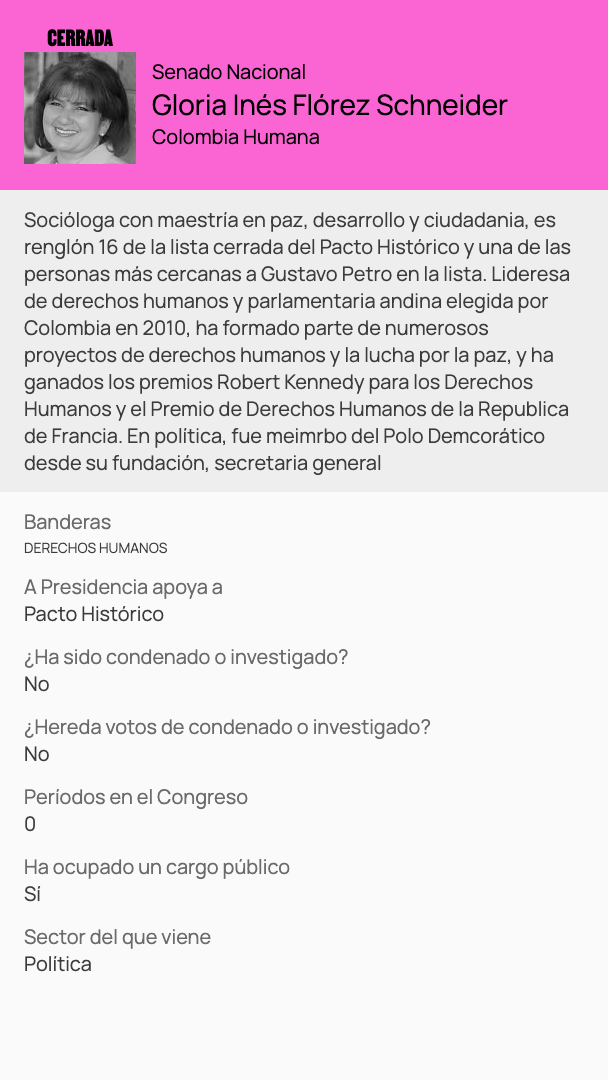 CERRADA
Senado Nacional
Gloria Inés Flórez Schneider
Colombia Humana
Socióloga con maestría en paz, desarrollo y ciudadania, es
renglón 16 de la lista cerrada del Pacto Histórico y una de las
personas más cercanas a Gustavo Petro en la lista. Lideresa
de derechos humanos y parlamentaria andina elegida por
Colombia en 2010, ha formado parte de numerosos
proyectos de derechos humanos y la lucha por la paz, y ha
ganados los premios Robert Kennedy para los Derechos
Humanos y el Premio de Derechos Humanos de la Republica
de Francia. En política, fue meimrbo del Polo Demcorático
desde su fundación, secretaria general
Banderas
DERECHOS HUMANOS
A Presidencia apoya a
Pacto Histórico
¿Ha sido condenado o investigado?
No
¿Hereda votos de condenado o investigado?
No
Períodos en el Congreso
0
Ha ocupado un cargo público
Sí
Sector del que viene
Política